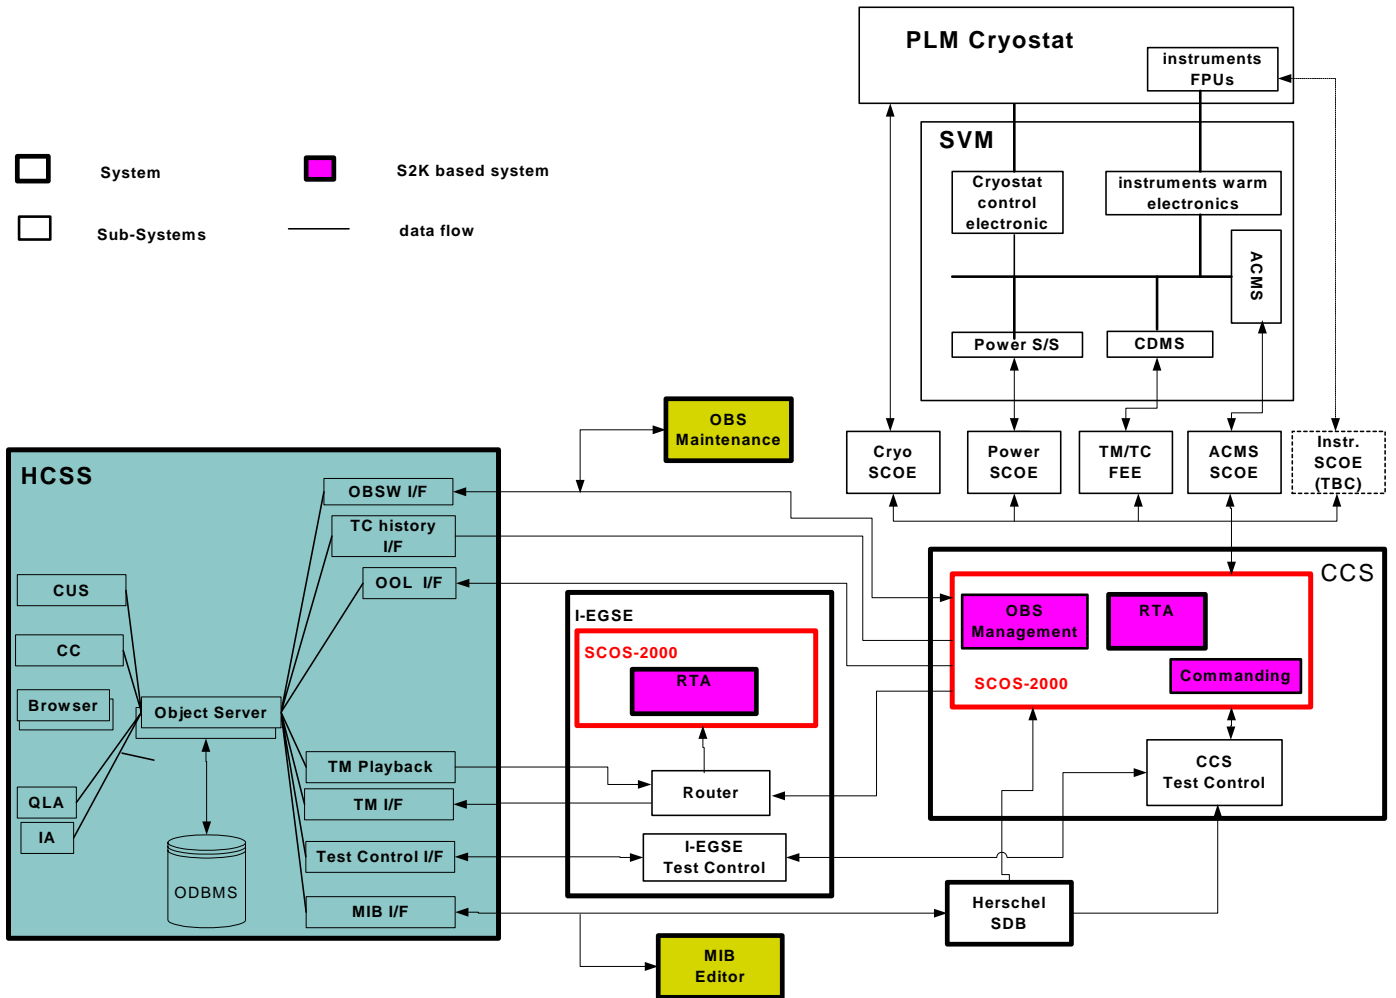 PLM Cryostat
instruments
FPUs
SVM
System
S2K based system
Sub-Systems
data flow
Cryostat
control
electronic
instruments warm
electronics
ACMS
Power S/S
CDMS
OBS
Maintenance
Cryo
SCOE
Power
SCOE
TM/TC
FEE
ACMS
SCOE
Instr.
SCOE
(TBC)
HCSS
OBSW I/F
TC history
I/F
OOL I/F
CUS
CC
Browser
Object Server
QLA
IA
ODBMS
TM Playback
TM I/F
Test Control I/F
MIB I/F
I-EGSE
SCOS-2000
RTA
Router
I-EGSE
Test Control
CCS
OBS
Management
RTA
Commanding
SCOS-2000
CCS
Test Control
Herschel
SDB
MIB
Editor